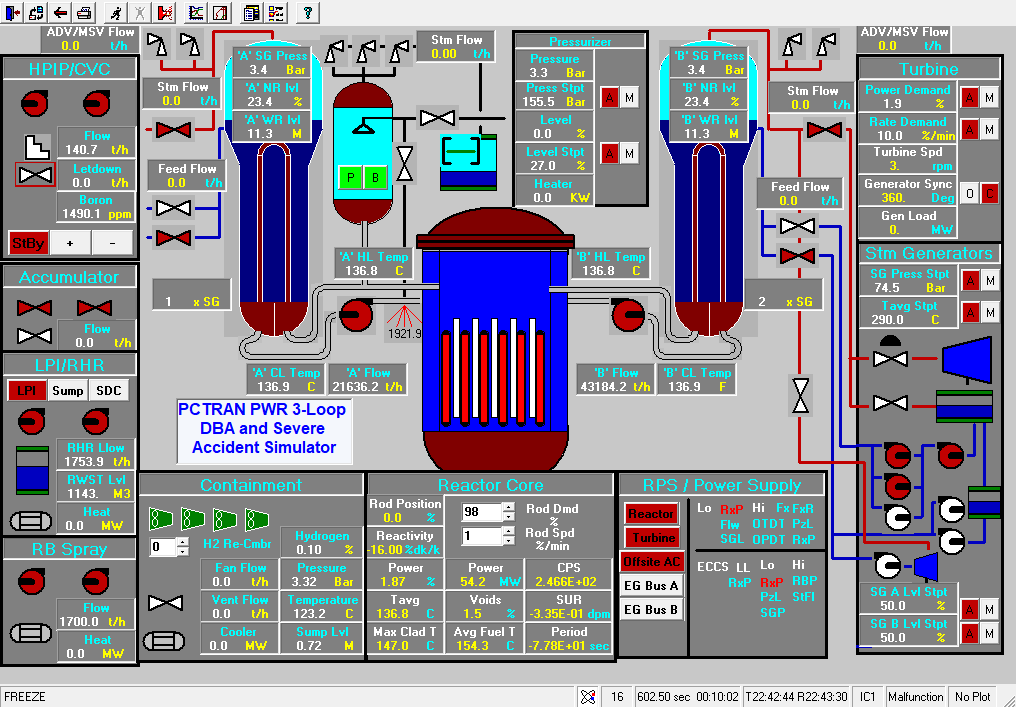 ADV/MSV Flow
0.0 t/h
HPIP/CVC
Flow
140.7 t/h
Letdown
0.0 t/h
Boron
1490.1 ppm
StBy + -
Accumulator
Flow
0.0 t/h
LPI/RHR
LPI Sump SDC
RHR Llow
1753.9 t/h
RWST Lvl
1143. M3
Heat
0.0 MW
RB Spray
Flow
1700.0 t/h
Heat
0.0 MW
Stm Flow
0.0 t/h
Feed Flow
0.0 t/h
1 x SG
'A' SG Press
3.4 Bar
'A' NR lvl
23.4 %
'A' WR lvl
11.3 M
P B
Stm Flow
0.00 t/h
Pressurizer
Pressure
3.3 Bar
Press Stpt
155.5 Bar
A M
Level
0.0 %
Level Stpt
27.0 %
A M
Heater
0.0 KW
'B' SG Press
3.4 Bar
'B' NR lvl
23.4 %
'B' WR lvl
11.3 M
Stm Flow
0.0 t/h
Feed Flow
0.0 t/h
2 x SG
'A' HL Temp
136.8 C
'B' HL Temp
136.8 C
1921.9
'A' CL Temp
136.9 C
'A' Flow
21636.2 t/h
'B' Flow
43184.2 t/h
'B' CL Temp
136.9 F
PCTRAN PWR 3-Loop
DBA and Severe
Accident Simulator
ADV/MSV Flow
0.0 t/h
Turbine
Power Demand
1.9 %
A M
Rate Demand
10.0 %/min
A M
Turbine Spd
3. rpm
Generator Sync
360. Deg
O C
Gen Load
0. MW
Stm Generators
SG Press Stpt
74.5 Bar
A M
Tavg Stpt
290.0 C
A M
SG A Lvl Stpt
50.0 %
A M
SG B Lvl Stpt
50.0 %
A M
Containment
0
H2 Re-Cmbr
Hydrogen
0.10 %
Fan Flow
0.0 t/h
Pressure
3.32 Bar
Vent Flow
0.0 t/h
Temperature
123.2 C
Cooler
0.0 MW
Sump Lvl
0.72 M
Reactor Core
Rod Position
0.0 %
98
Rod Dmd
%
Reactivity
-16.00 %dk/k
1
Rod Spd
%/min
Power
1.87 %
Power
54.2 MW
CPS
2.466E+02
Tavg
136.8 C
Voids
1.5 %
SUR
-3.35E-01 dpm
Max Clad T
147.0 C
Avg Fuel T
154.3 C
Period
-7.78E+01 sec
RPS / Power Supply
Reactor
Turbine
Offsite AC
EG Bus A
EG Bus B
Lo RxP Hi Fx FxR
Flw OTDT PzL
SGL OPDT RxP
ECCS LL Lo Hi
RxP RxP RBP
PzL StFl
SGP
FREEZE
16
602.50 sec 00:10:02
T22:42:44 R22:43:30
IC1
Malfunction
No Plot